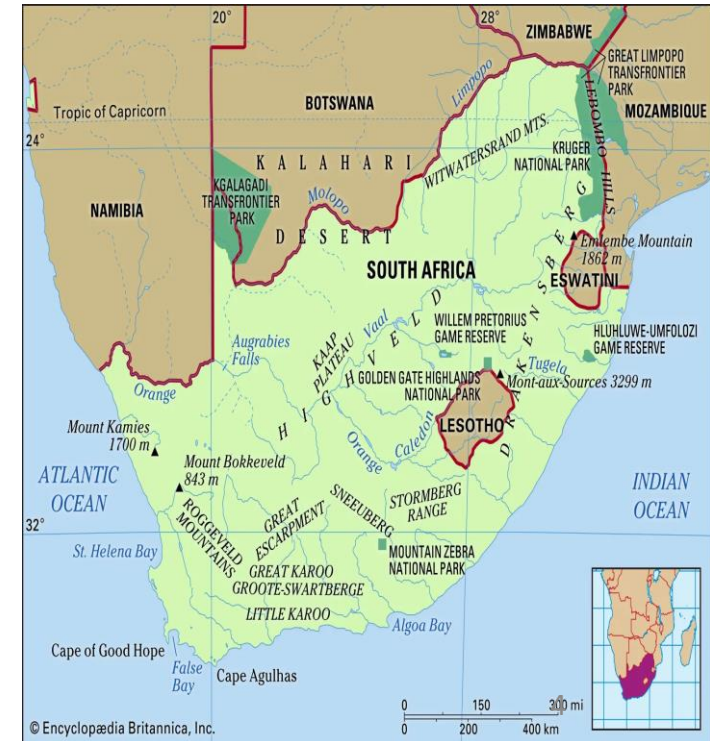 20°
28°
ZIMBABWE
GREAT LIMPOPO
TRANSFRONTIER
PARK
Limpopo
Tropic of Capricorn
BOTSWANA
LEBOMBO HILLS
MOZAMBIQUE
24°
WITWATERSRAND MTS.
KRUGER
NATIONAL PARK
KALAHARI
DESERT
KGALAGADI
TRANSFRONTIER
PARK
Molopo
NAMIBIA
Emlembe Mountain
1862 m
SOUTH AFRICA
ESWATINI
DRAKENSBERG
HIGHVELD
Vaal
KAAP
PLATEAU
WILLEM PRETORIUS
GAME RESERVE
HLUHLUWE-UMFOLOZI
GAME RESERVE
Augrabies
Falls
Tugela
GOLDEN GATE HIGHLANDS
NATIONAL PARK
Mont-aux-Sources 3299 m
Orange
Caledon
LESOTHO
Mount Kamies
1700 m
Orange
Mount Bokkeveld
843 m
ATLANTIC
OCEAN
INDIAN
OCEAN
ROGGEVELD
MOUNTAINS
GREAT
ESCARPMENT
SNEEUBERG
STORMBERG
RANGE
32°
St. Helena Bay
MOUNTAIN ZEBRA
NATIONAL PARK
GREAT KAROO
GROOTE-SWARTBERGE
LITTLE KAROO
Algoa Bay
Cape of Good Hope
False
Bay
Cape Agulhas
0 150 300 mi
0 200 400 km
© Encyclopædia Britannica, Inc.